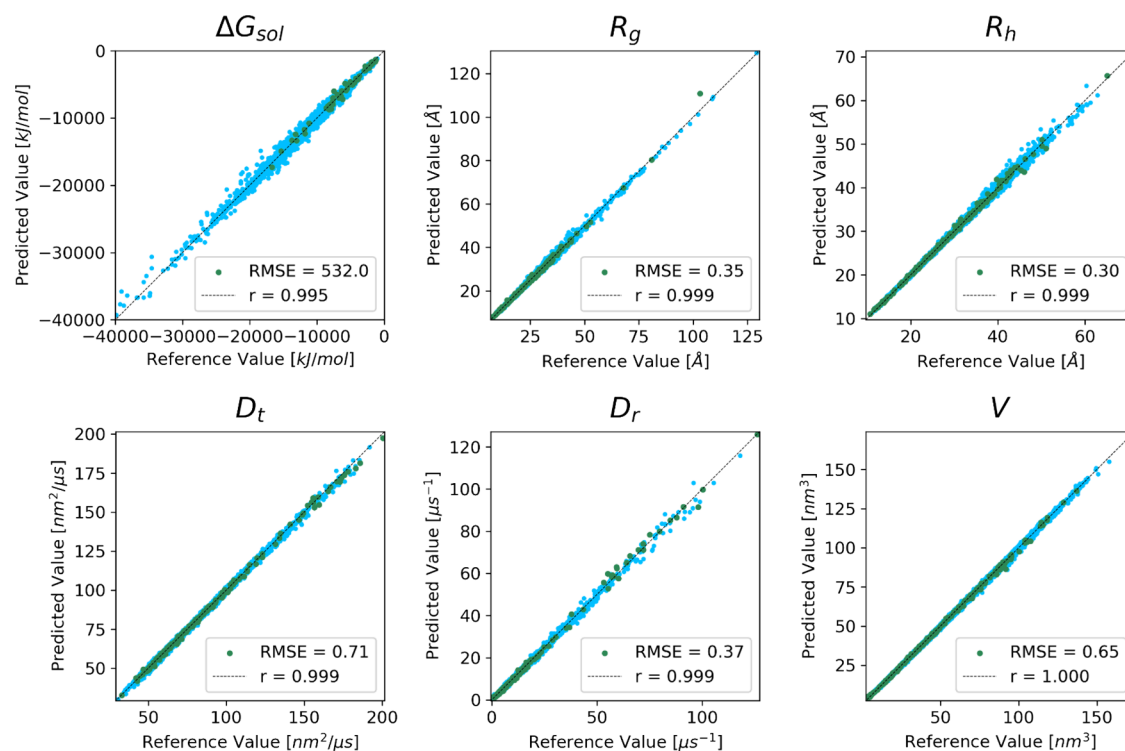 ΔG_sol
0
−10000
−20000
−30000
−40000
−40000 −30000 −20000 −10000 0
Predicted Value [kJ/mol]
Reference Value [kJ/mol]
RMSE = 532.0
r = 0.995
R_g
120
100
80
60
40
20
25 50 75 100 125
Predicted Value [Å]
Reference Value [Å]
RMSE = 0.35
r = 0.999
R_h
70
60
50
40
30
20
10
20 40 60
Predicted Value [Å]
Reference Value [Å]
RMSE = 0.30
r = 0.999
D_t
200
175
150
125
100
75
50
50 100 150 200
Predicted Value [nm²/μs]
Reference Value [nm²/μs]
RMSE = 0.71
r = 0.999
D_r
120
100
80
60
40
20
0
0 50 100
Predicted Value [μs⁻¹]
Reference Value [μs⁻¹]
RMSE = 0.37
r = 0.999
V
150
125
100
75
50
25
50 100 150
Predicted Value [nm³]
Reference Value [nm³]
RMSE = 0.65
r = 1.000